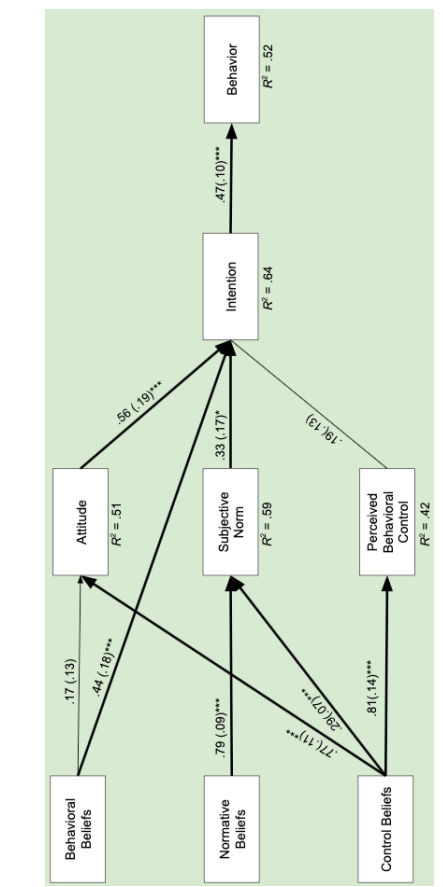 Behavioral
Beliefs
Normative
Beliefs
Control Beliefs
.17 (.13)
.44 (.18)***
.79 (.09)***
.77(.11)***
.29(.07)***
.81(.14)***
Attitude
R² = .51
Subjective
Norm
R² = .59
Perceived
Behavioral
Control
R² = .42
.56 (.19)***
.33 (.17)*
.19(.13)
Intention
R² = .64
.47(.10)***
Behavior
R² = .52